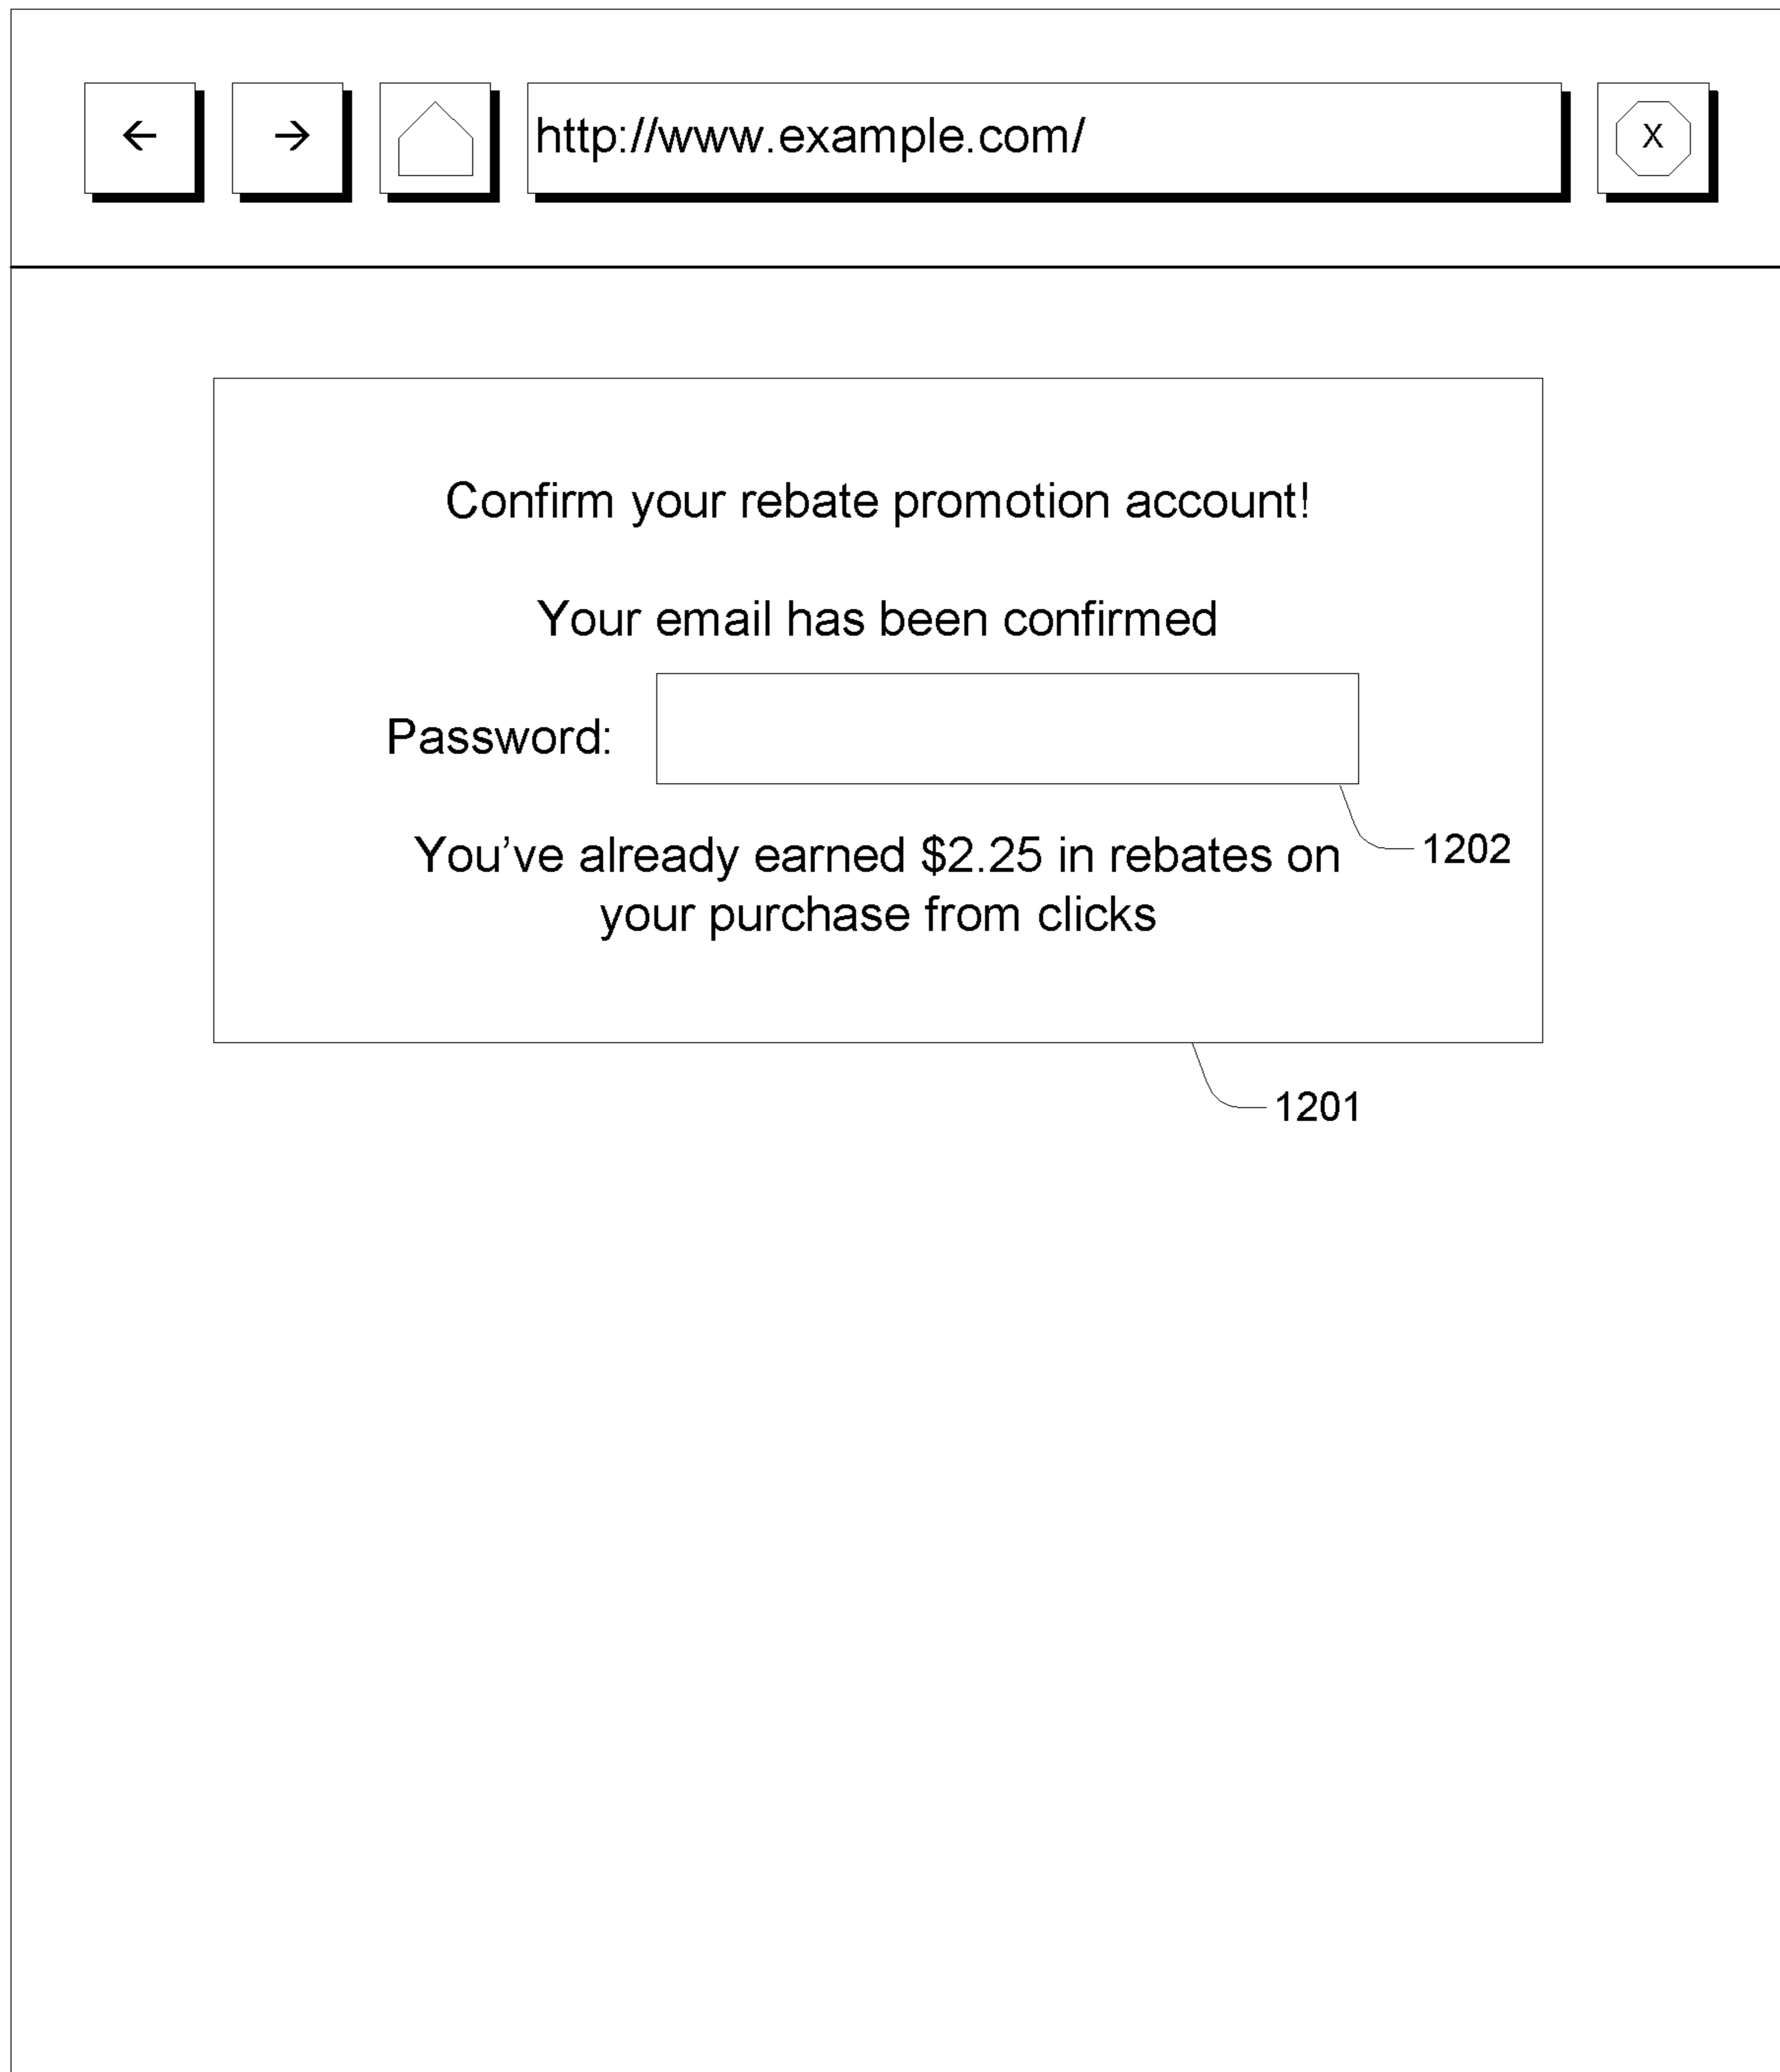 ← → http://www.example.com/ X
Confirm your rebate promotion account!
Your email has been confirmed
Password:
You’ve already earned $2.25 in rebates on
your purchase from clicks
1202
1201